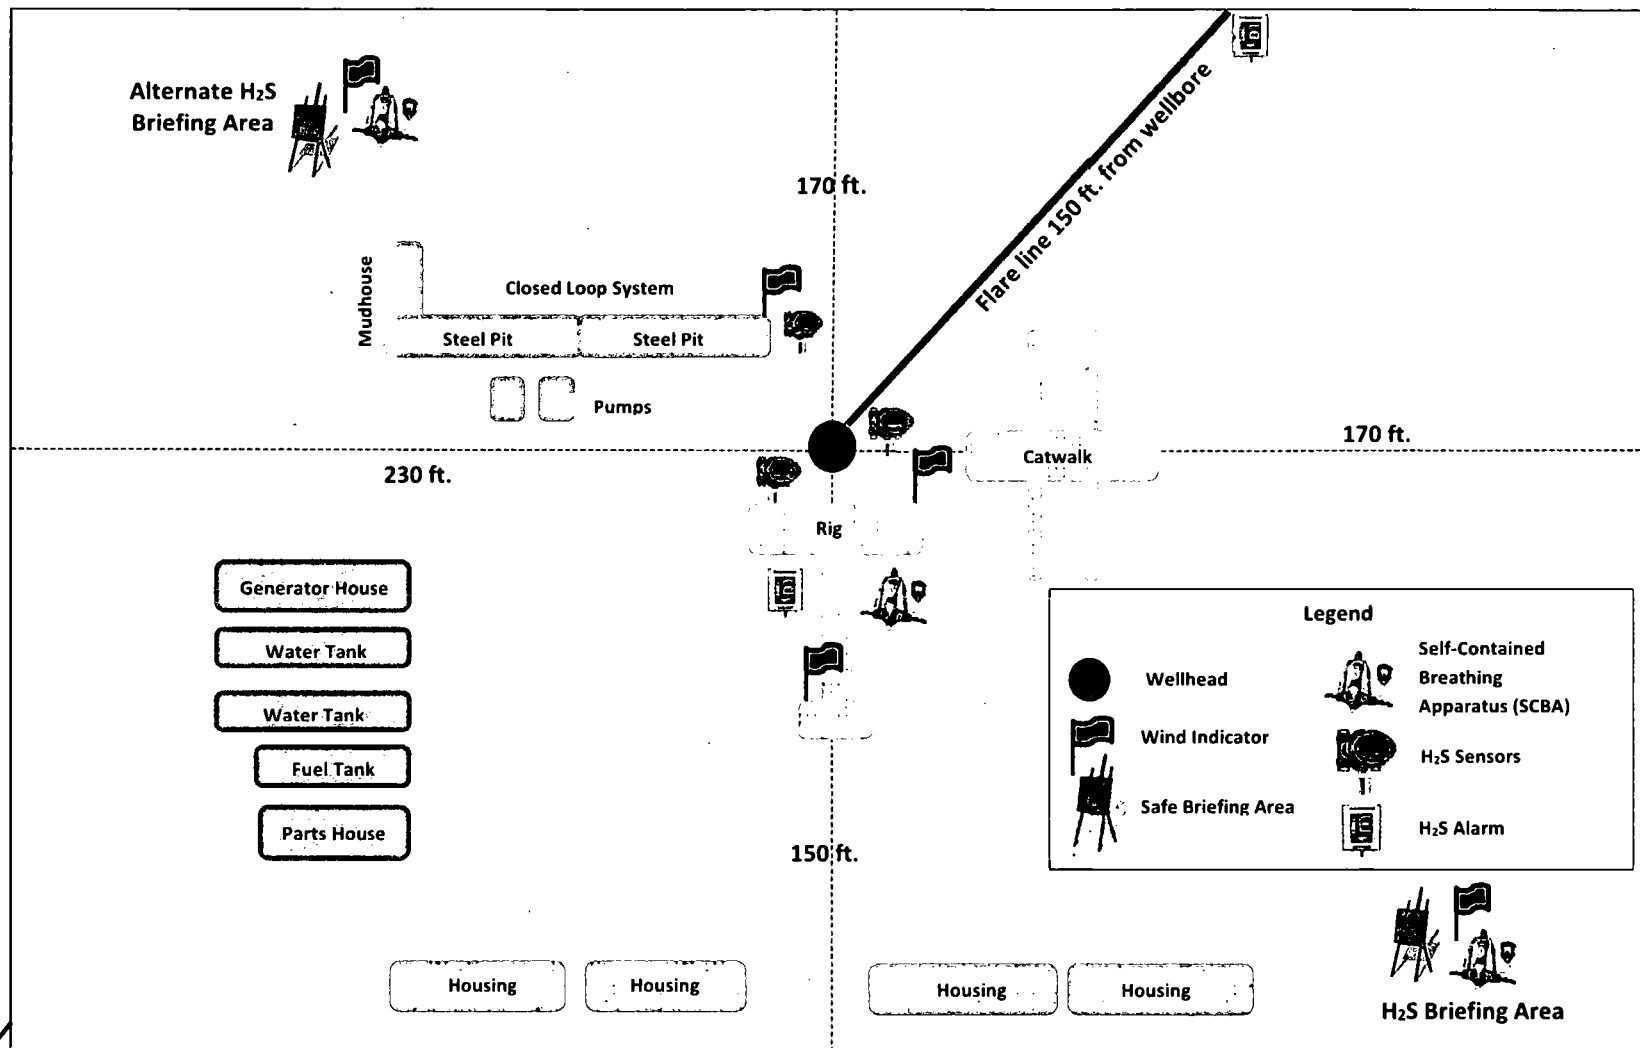 Alternate H₂S
Briefing Area
170 ft.
Flare line 150 ft. from wellbore
Mudhouse
Closed Loop System
Steel Pit
Steel Pit
Pumps
170 ft.
Catwalk
230 ft.
Rig
Generator House
Water Tank
Water Tank
Fuel Tank
Parts House
150 ft.
Legend
Wellhead
Wind Indicator
Safe Briefing Area
Self-Contained
Breathing
Apparatus (SCBA)
H₂S Sensors
H₂S Alarm
Housing
Housing
Housing
Housing
H₂S Briefing Area